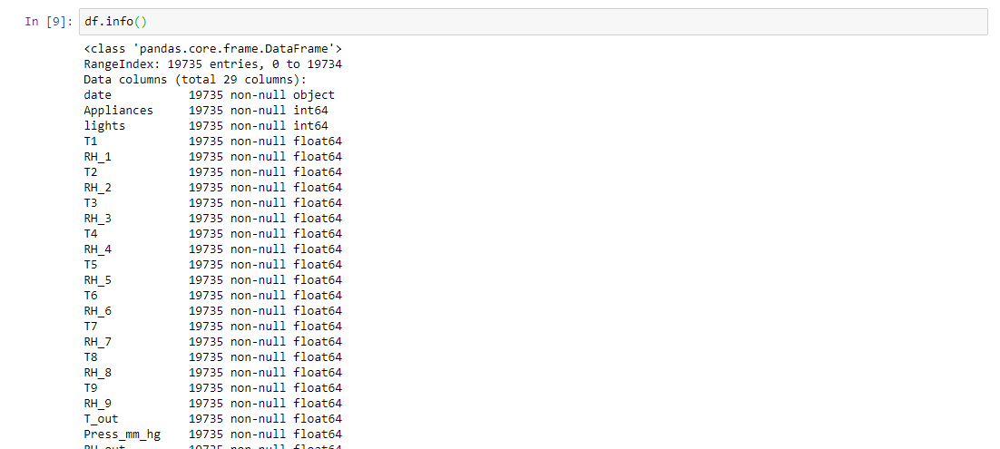 In [9]: df.info()
<class 'pandas.core.frame.DataFrame'>
RangeIndex: 19735 entries, 0 to 19734
Data columns (total 29 columns):
date           19735 non-null object
Appliances     19735 non-null int64
lights         19735 non-null int64
T1             19735 non-null float64
RH_1           19735 non-null float64
T2             19735 non-null float64
RH_2           19735 non-null float64
T3             19735 non-null float64
RH_3           19735 non-null float64
T4             19735 non-null float64
RH_4           19735 non-null float64
T5             19735 non-null float64
RH_5           19735 non-null float64
T6             19735 non-null float64
RH_6           19735 non-null float64
T7             19735 non-null float64
RH_7           19735 non-null float64
T8             19735 non-null float64
RH_8           19735 non-null float64
T9             19735 non-null float64
RH_9           19735 non-null float64
T_out          19735 non-null float64
Press_mm_hg    19735 non-null float64
RH_out         19735 non-null float64